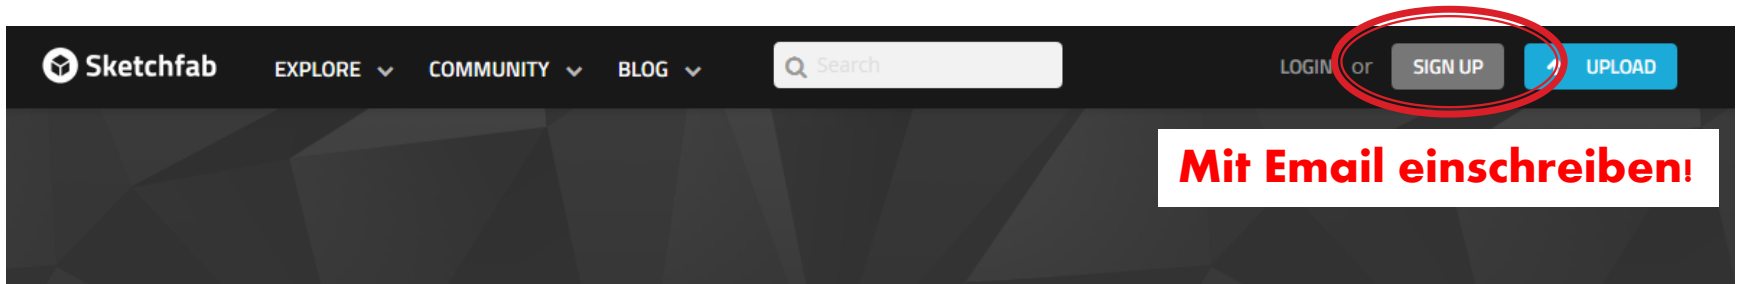 Sketchfab EXPLORE COMMUNITY BLOG Search LOGIN or SIGN UP UPLOAD
Mit Email einschreiben!